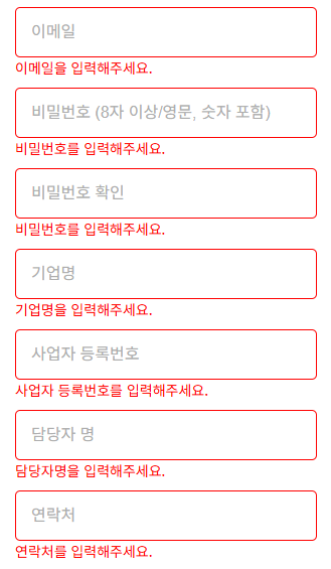 이메일
이메일을 입력해주세요.
비밀번호 (8자 이상/영문, 숫자 포함)
비밀번호를 입력해주세요.
비밀번호 확인
비밀번호를 입력해주세요.
기업명
기업명을 입력해주세요.
사업자 등록번호
사업자 등록번호를 입력해주세요.
담당자 명
담당자명을 입력해주세요.
연락처
연락처를 입력해주세요.